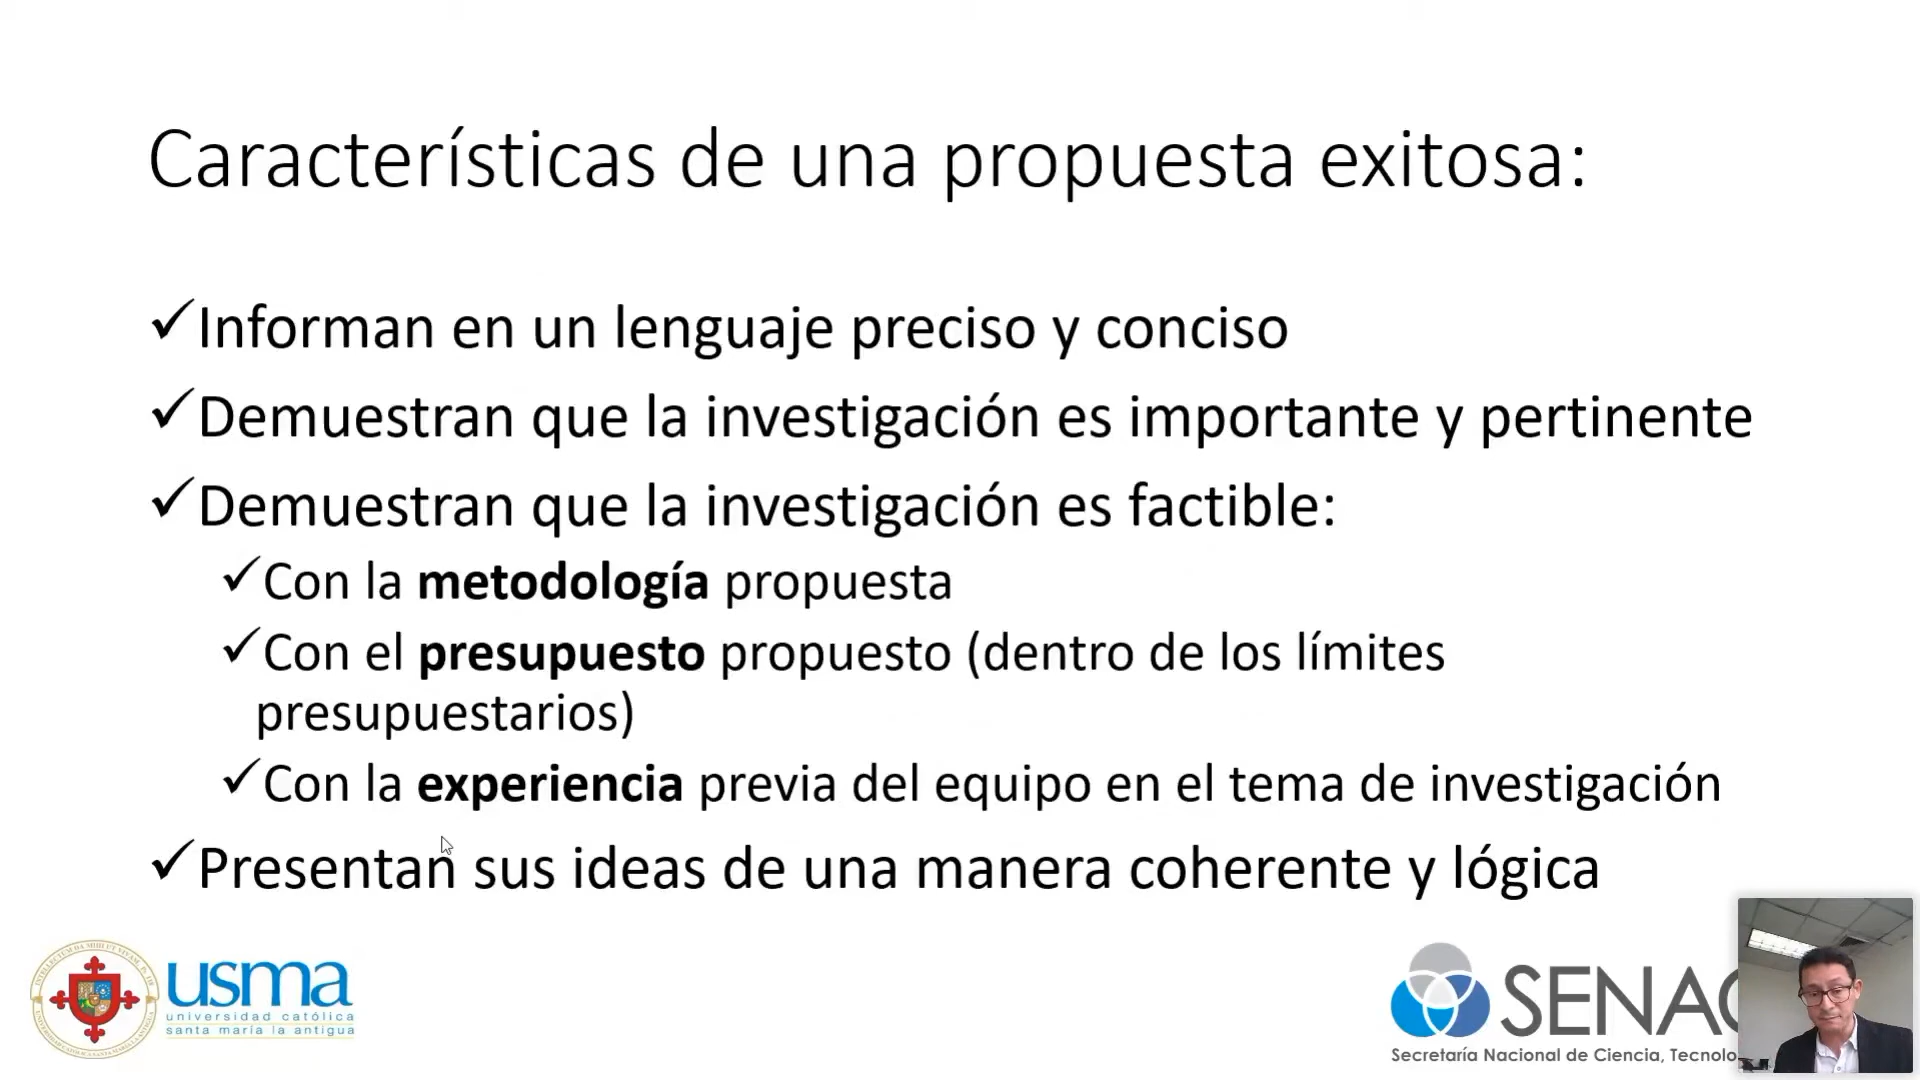 Características de una propuesta exitosa:
✓Informan en un lenguaje preciso y conciso
✓Demuestran que la investigación es importante y pertinente
✓Demuestran que la investigación es factible:
✓Con la metodología propuesta
✓Con el presupuesto propuesto (dentro de los límites
presupuestarios)
✓Con la experiencia previa del equipo en el tema de investigación
✓Presentan sus ideas de una manera coherente y lógica
usma
universidad católica
santa maría la antigua
SENAC
Secretaría Nacional de Ciencia, Tecnolo